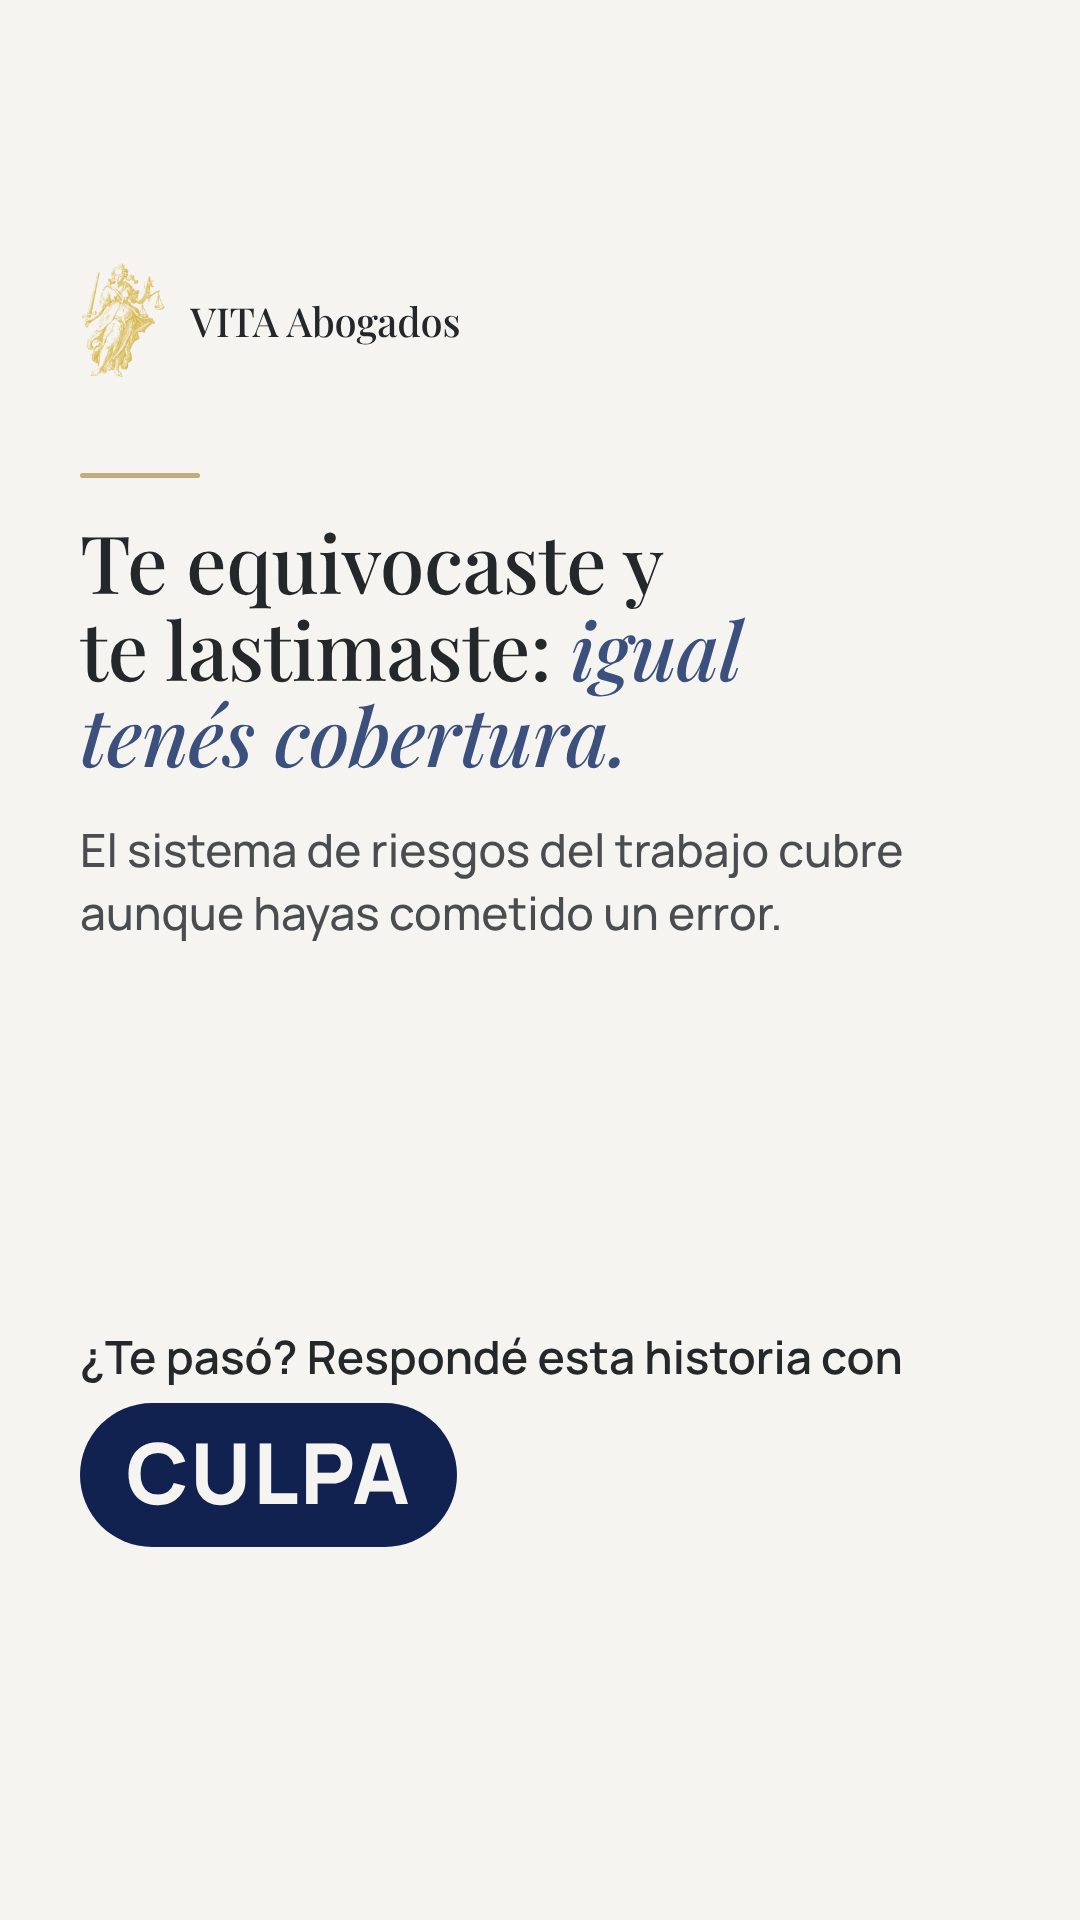 VITA Abogados
Te equivocaste y
te lastimaste: igual
tenés cobertura.
El sistema de riesgos del trabajo cubre
aunque hayas cometido un error.
¿Te pasó? Respondé esta historia con
CULPA